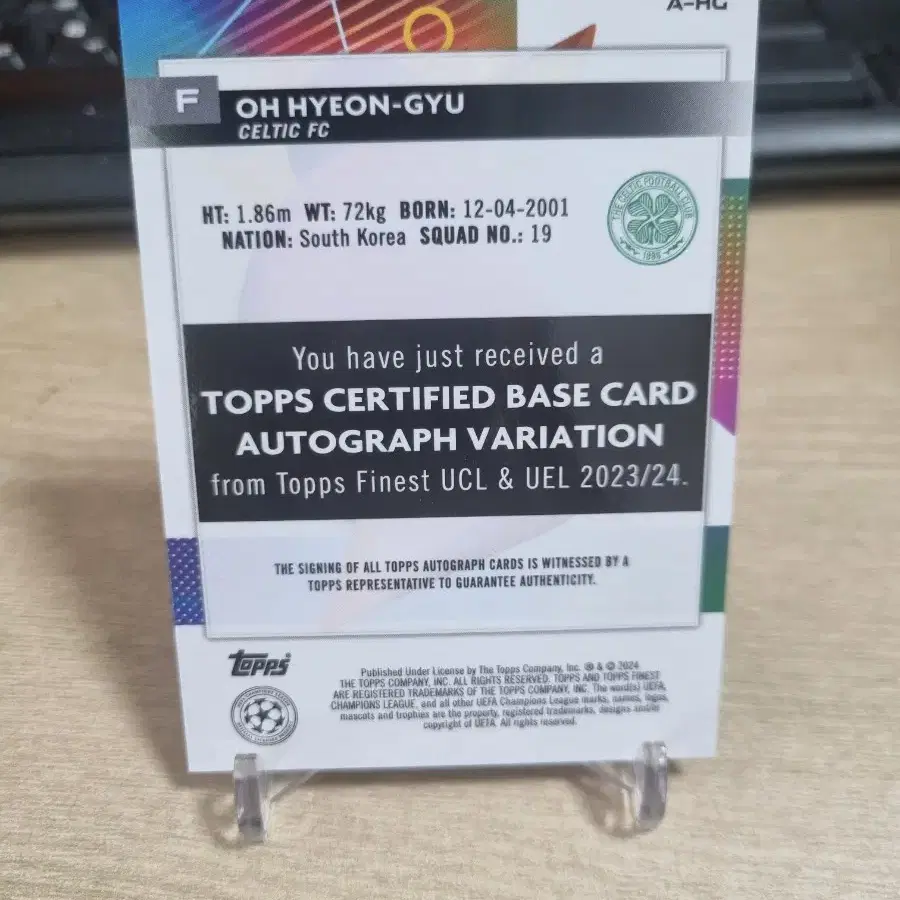 A-HG
F
OH HYEON-GYU
CELTIC FC
HT: 1.86m WT: 72kg BORN: 12-04-2001
NATION: South Korea SQUAD NO.: 19
THE CELTIC FOOTBALL CLUB
1888
You have just received a
TOPPS CERTIFIED BASE CARD
AUTOGRAPH VARIATION
from Topps Finest UCL & UEL 2023/24.
THE SIGNING OF ALL TOPPS AUTOGRAPH CARDS IS WITNESSED BY A
TOPPS REPRESENTATIVE TO GUARANTEE AUTHENTICITY.
Topps
Published Under License by The Topps Company, Inc. ® & © 2024
THE TOPPS COMPANY, INC. ALL RIGHTS RESERVED. TOPPS AND TOPPS FINEST
ARE REGISTERED TRADEMARKS OF THE TOPPS COMPANY, INC. The word(s) UEFA,
CHAMPIONS LEAGUE, and all other UEFA Champions League marks, names, logos,
mascots and trophies are the property, registered trademarks, designs and/or
copyright of UEFA. All rights reserved.